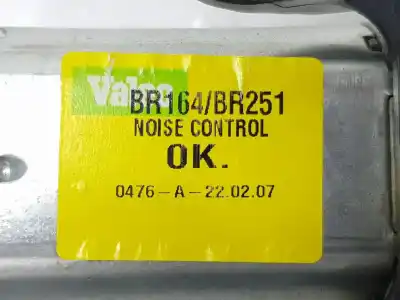 Valeo
BR164/BR251
NOISE CONTROL
OK.
0476-A-22.02.07